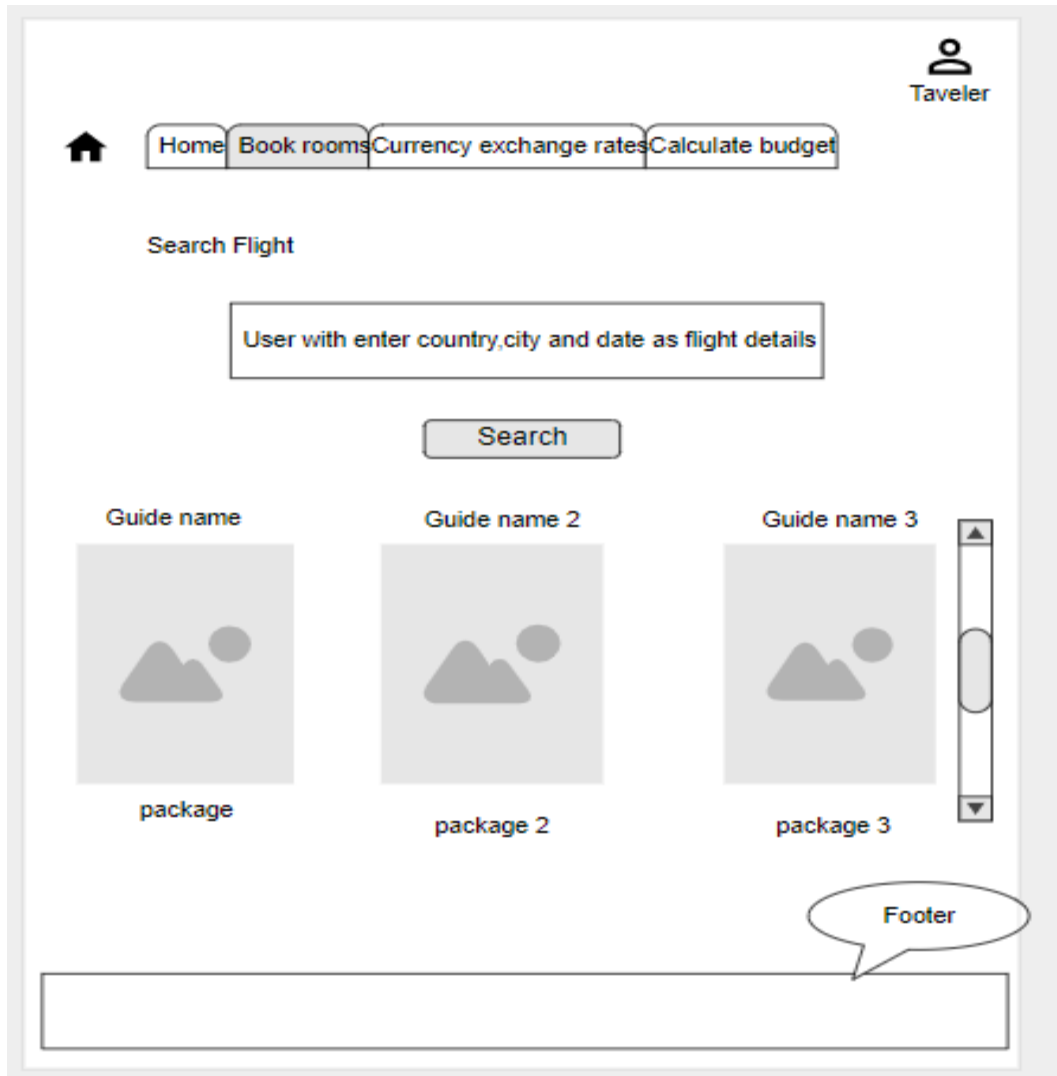 Taveler
Home Book rooms Currency exchange rates Calculate budget
Search Flight
User with enter country,city and date as flight details
Search
Guide name Guide name 2 Guide name 3
package package 2 package 3
Footer